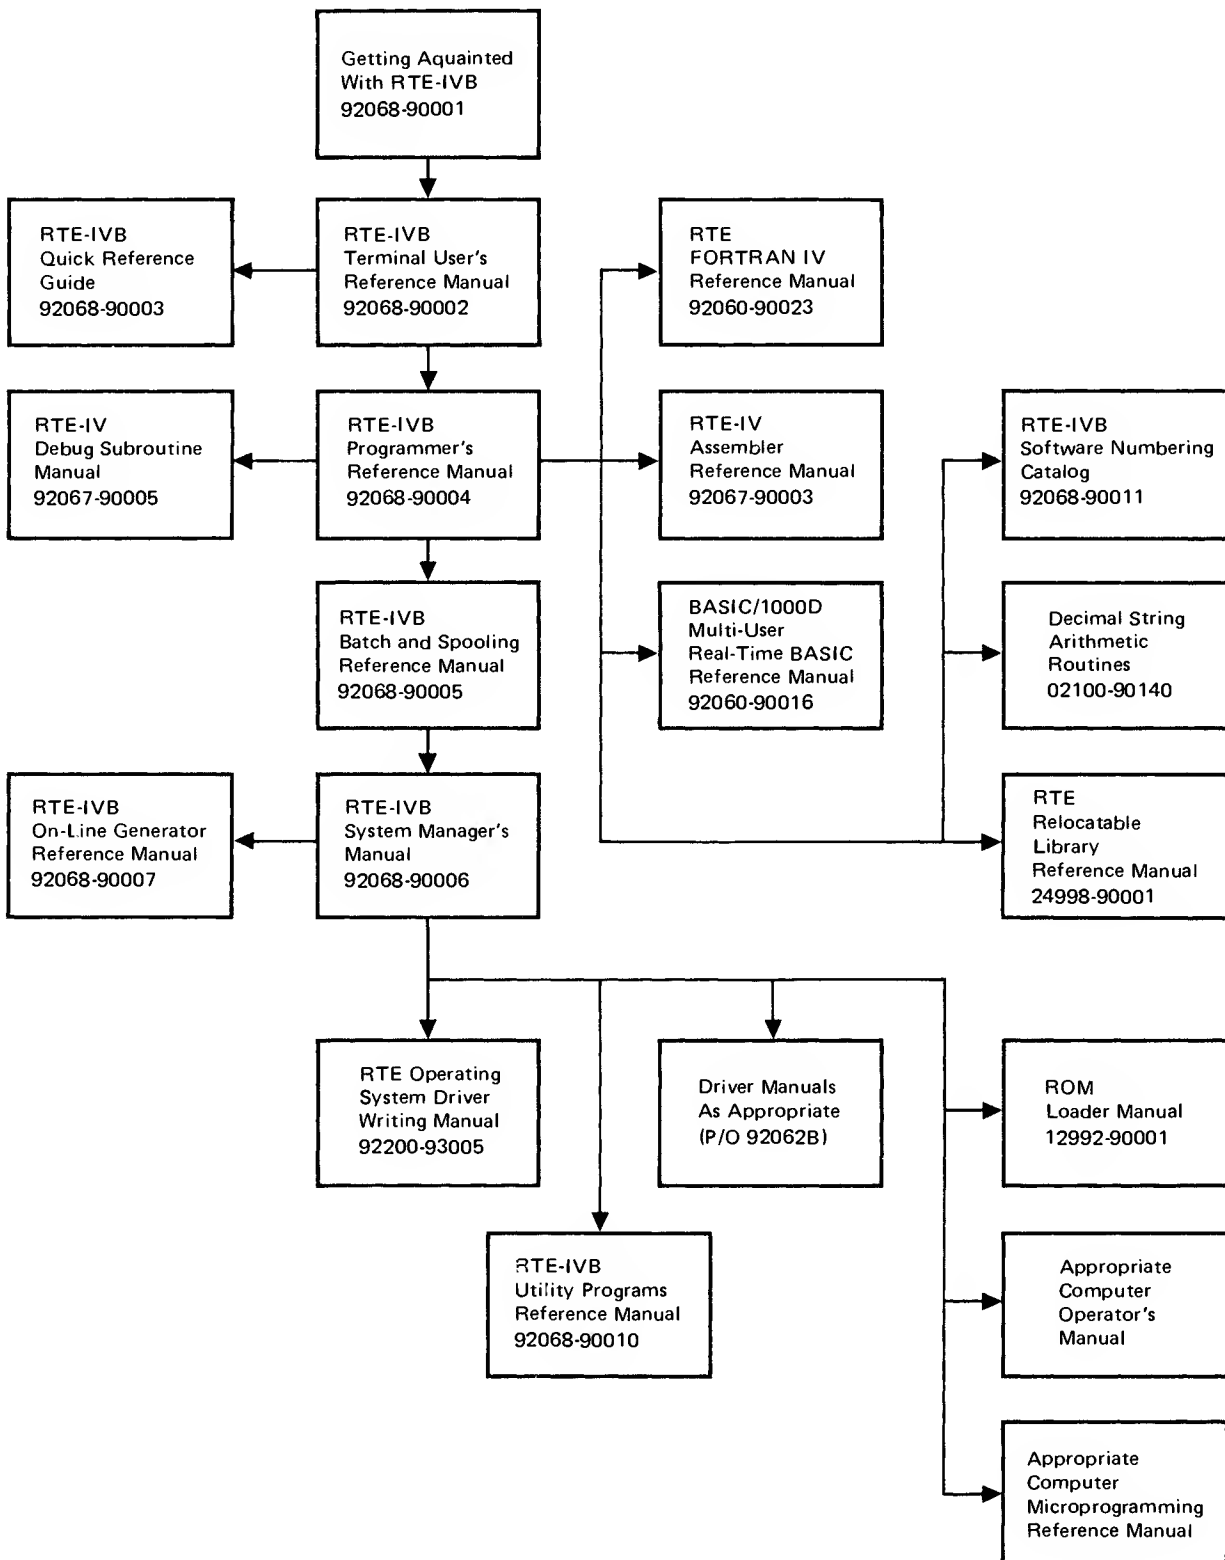 Getting Aquainted
With RTE-IVB
92068-90001
RTE-IVB
Quick Reference
Guide
92068-90003
RTE-IVB
Terminal User's
Reference Manual
92068-90002
RTE
FORTRAN IV
Reference Manual
92060-90023
RTE-IV
Debug Subroutine
Manual
92067-90005
RTE-IVB
Programmer's
Reference Manual
92068-90004
RTE-IV
Assembler
Reference Manual
92067-90003
RTE-IVB
Software Numbering
Catalog
92068-90011
RTE-IVB
Batch and Spooling
Reference Manual
92068-90005
BASIC/1000D
Multi-User
Real-Time BASIC
Reference Manual
92060-90016
Decimal String
Arithmetic
Routines
02100-90140
RTE-IVB
On-Line Generator
Reference Manual
92068-90007
RTE-IVB
System Manager's
Manual
92068-90006
RTE
Relocatable
Library
Reference Manual
24998-90001
RTE Operating
System Driver
Writing Manual
92200-93005
Driver Manuals
As Appropriate
(P/O 92062B)
ROM
Loader Manual
12992-90001
RTE-IVB
Utility Programs
Reference Manual
92068-90010
Appropriate
Computer
Operator's
Manual
Appropriate
Computer
Microprogramming
Reference Manual